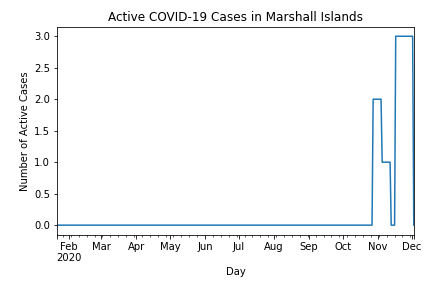 Active COVID-19 Cases in Marshall Islands
Number of Active Cases
3.0
2.5
2.0
1.5
1.0
0.5
0.0
Feb Mar Apr May Jun Jul Aug Sep Oct Nov Dec
2020
Day